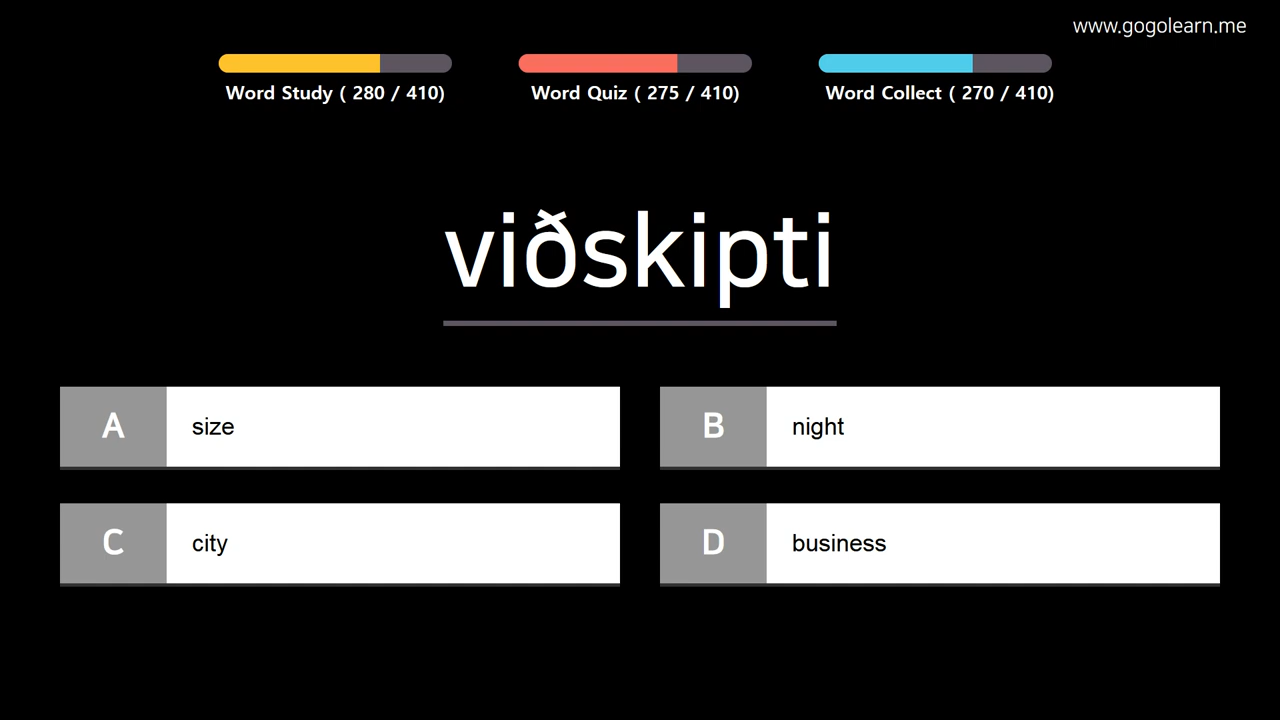 www.gogolearn.me
Word Study ( 280 / 410)
Word Quiz ( 275 / 410)
Word Collect ( 270 / 410)
viðskipti
A size
B night
C city
D business